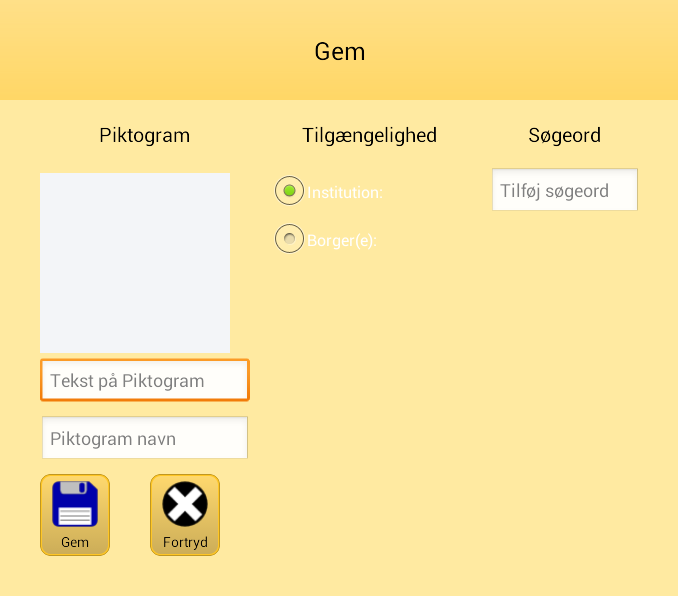 Gem
Piktogram
Tilgængelighed
Søgeord
Institution:
Borger(e):
Tilføj søgeord
Tekst på Piktogram
Piktogram navn
Gem
Fortryd